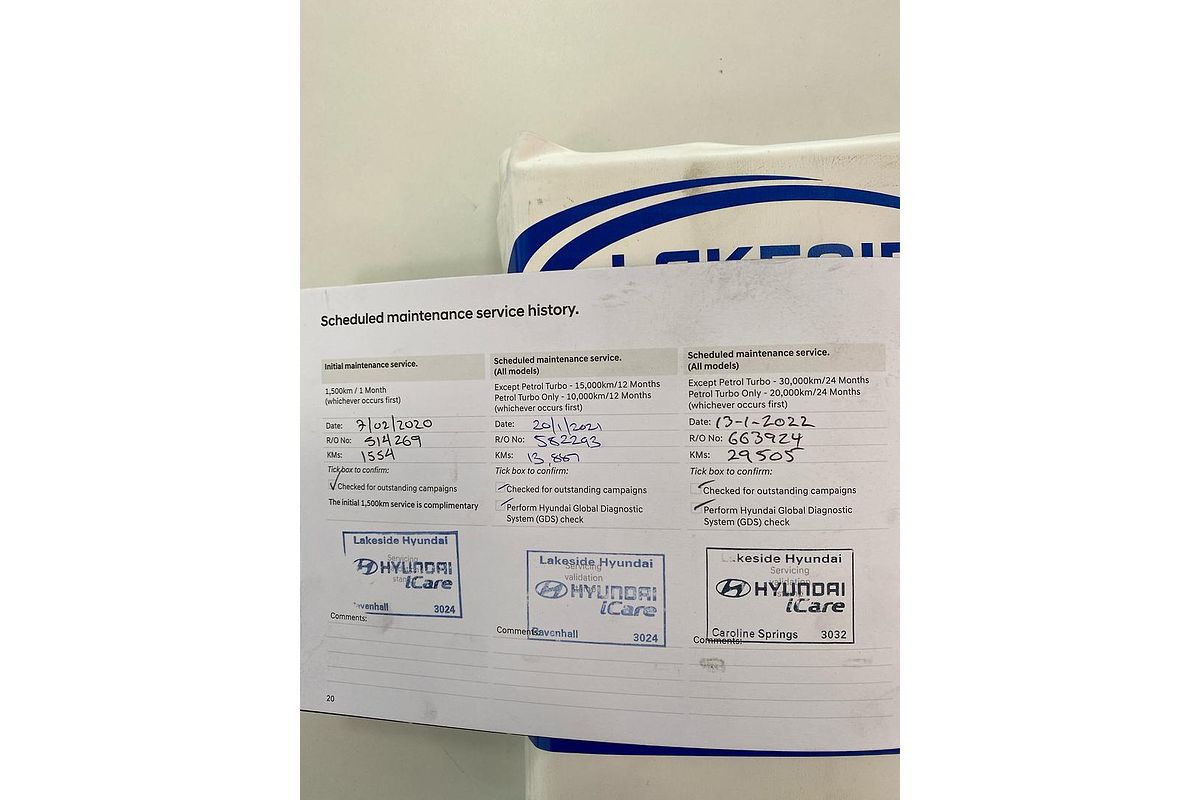 LAKESIDE
Scheduled maintenance service history.
Initial maintenance service.
1,500km / 1 Month
(whichever occurs first)
Date: 7/02/2020
R/O No: 514269
KMs: 1554
Tick box to confirm:
Checked for outstanding campaigns
The initial 1,500km service is complimentary
Lakeside Hyundai
Servicing
HYUNDAI
iCare
3024
Comments:
Scheduled maintenance service.
(All models)
Except Petrol Turbo - 15,000km/12 Months
Petrol Turbo Only - 10,000km/12 Months
(whichever occurs first)
Date: 20/1/2021
R/O No: 582293
KMs: 13,887
Tick box to confirm:
Checked for outstanding campaigns
Perform Hyundai Global Diagnostic
System (GDS) check
Lakeside Hyundai
Servicing
validation
HYUNDAI
iCare
Ravenhall 3024
Comments:
Scheduled maintenance service.
(All models)
Except Petrol Turbo - 30,000km/24 Months
Petrol Turbo Only - 20,000km/24 Months
(whichever occurs first)
Date: 13-1-2022
R/O No: 663924
KMs: 29505
Tick box to confirm:
Checked for outstanding campaigns
Perform Hyundai Global Diagnostic
System (GDS) check
Lakeside Hyundai
Servicing
validation
HYUNDAI
iCare
Caroline Springs 3032
Comments:
20